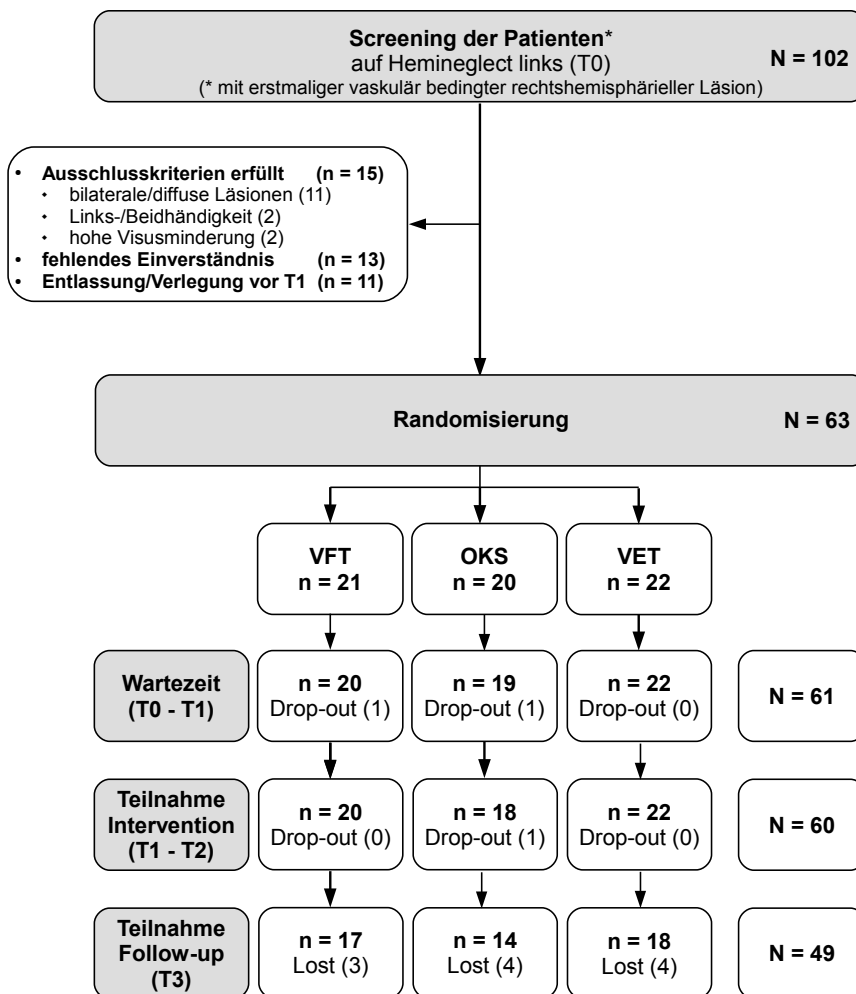 Screening der Patienten*
auf Hemineglect links (T0)
(* mit erstmaliger vaskulär bedingter rechtshemisphärieller Läsion)
N = 102
• Ausschlusskriterien erfüllt (n = 15)
• bilaterale/diffuse Läsionen (11)
• Links-/Beidhändigkeit (2)
• hohe Visusminderung (2)
• fehlendes Einverständnis (n = 13)
• Entlassung/Verlegung vor T1 (n = 11)
Randomisierung N = 63
VFT
n = 21
OKS
n = 20
VET
n = 22
Wartezeit
(T0 - T1)
n = 20
Drop-out (1)
n = 19
Drop-out (1)
n = 22
Drop-out (0)
N = 61
Teilnahme
Intervention
(T1 - T2)
n = 20
Drop-out (0)
n = 18
Drop-out (1)
n = 22
Drop-out (0)
N = 60
Teilnahme
Follow-up
(T3)
n = 17
Lost (3)
n = 14
Lost (4)
n = 18
Lost (4)
N = 49